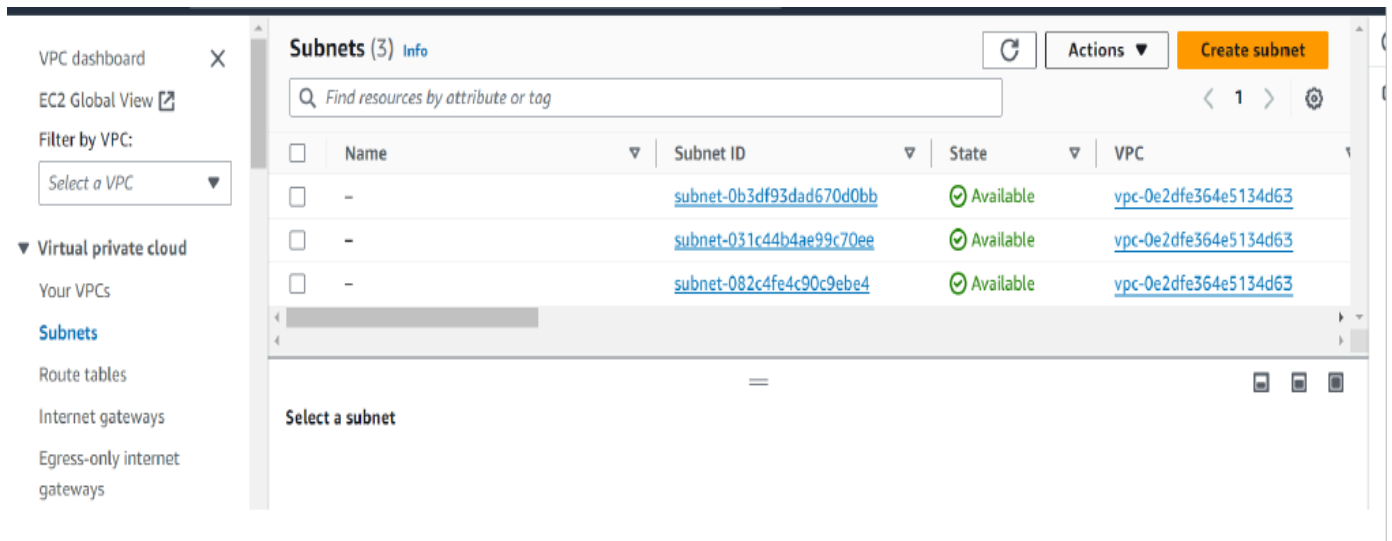 VPC dashboard
EC2 Global View
Filter by VPC:
Select a VPC
Virtual private cloud
Your VPCs
Subnets
Route tables
Internet gateways
Egress-only internet
gateways
Subnets (3) Info
Actions
Create subnet
Find resources by attribute or tag
1
Name Subnet ID State VPC
– subnet-0b3df93dad670d0bb Available vpc-0e2dfe364e5134d63
– subnet-031c44b4ae99c70ee Available vpc-0e2dfe364e5134d63
– subnet-082c4fe4c90c9ebe4 Available vpc-0e2dfe364e5134d63
Select a subnet